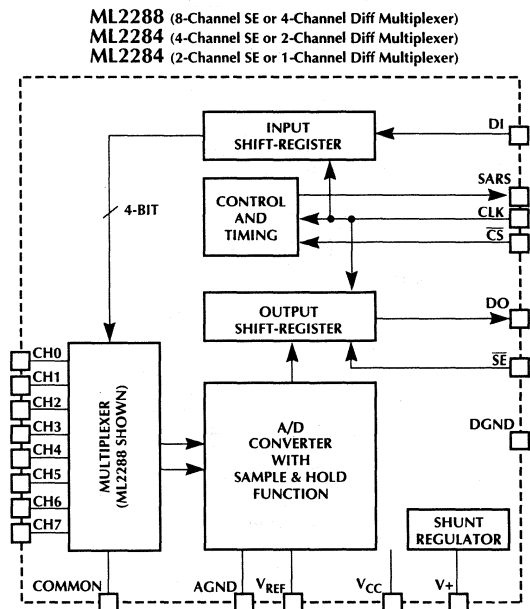 ML2288 (8-Channel SE or 4-Channel Diff Multiplexer)
ML2284 (4-Channel SE or 2-Channel Diff Multiplexer)
ML2284 (2-Channel SE or 1-Channel Diff Multiplexer)
INPUT
SHIFT-REGISTER
DI
4-BIT
CONTROL
AND
TIMING
SARS
CLK
CS
OUTPUT
SHIFT-REGISTER
DO
SE
CH0
CH1
CH2
CH3
CH4
CH5
CH6
CH7
MULTIPLEXER
(ML2288 SHOWN)
A/D
CONVERTER
WITH
SAMPLE & HOLD
FUNCTION
DGND
SHUNT
REGULATOR
COMMON
AGND
VREF
VCC
V+